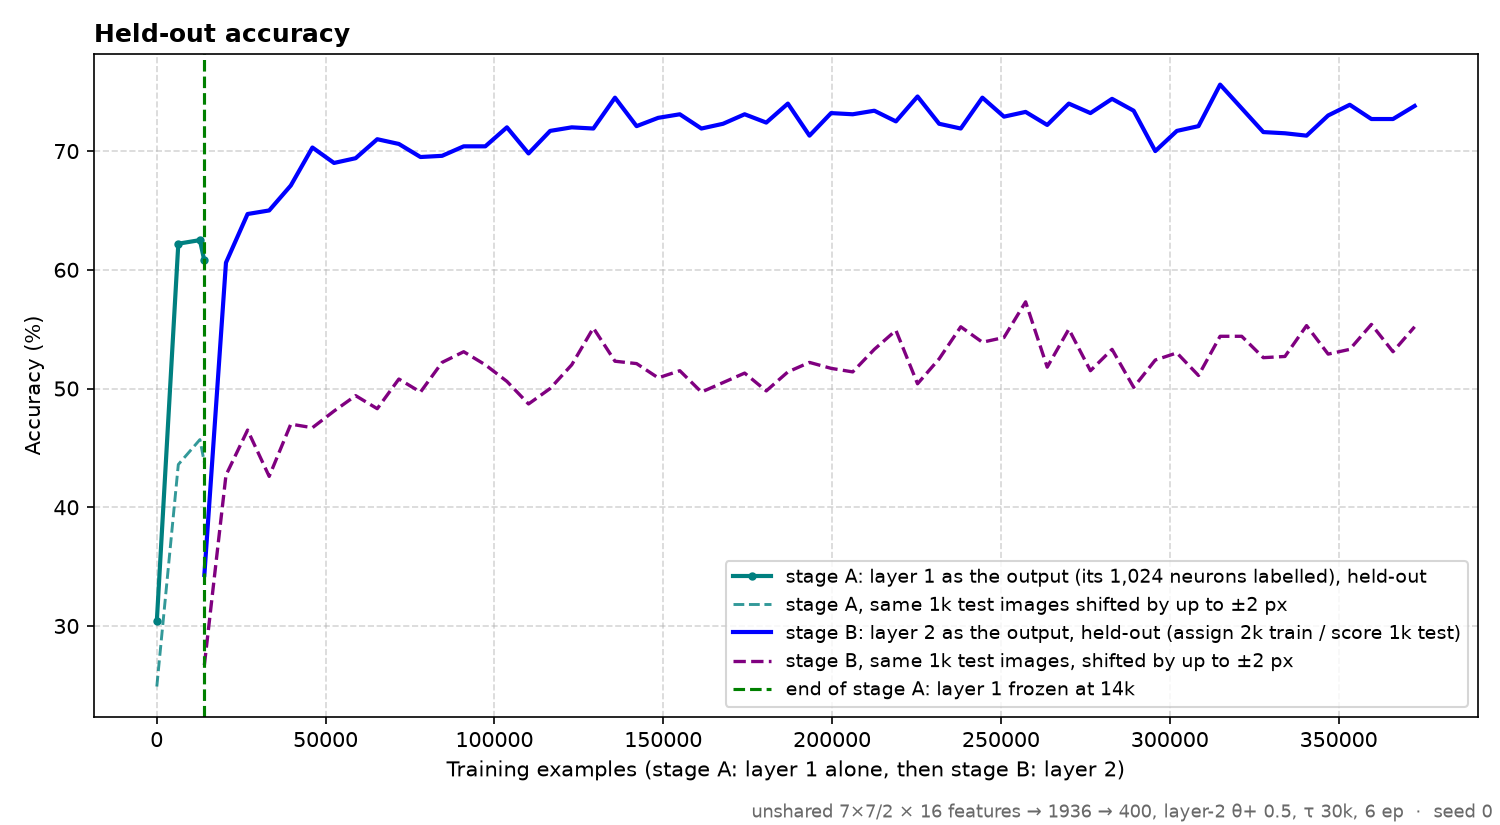 Held-out accuracy
Accuracy (%)
70
60
50
40
30
stage A: layer 1 as the output (its 1,024 neurons labelled), held-out
stage A, same 1k test images shifted by up to ±2 px
stage B: layer 2 as the output, held-out (assign 2k train / score 1k test)
stage B, same 1k test images, shifted by up to ±2 px
end of stage A: layer 1 frozen at 14k
0 50000 100000 150000 200000 250000 300000 350000
Training examples (stage A: layer 1 alone, then stage B: layer 2)
unshared 7×7/2 × 16 features → 1936 → 400, layer-2 θ+ 0.5, τ 30k, 6 ep · seed 0